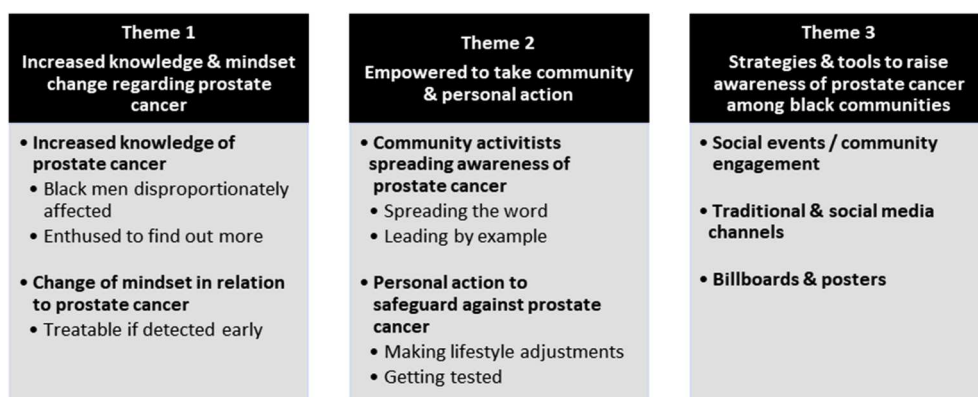 Theme 1
Increased knowledge & mindset
change regarding prostate
cancer
• Increased knowledge of
prostate cancer
• Black men disproportionately
affected
• Enthused to find out more
• Change of mindset in relation
to prostate cancer
• Treatable if detected early
Theme 2
Empowered to take community
& personal action
• Community activitists
spreading awareness of
prostate cancer
• Spreading the word
• Leading by example
• Personal action to
safeguard against prostate
cancer
• Making lifestyle adjustments
• Getting tested
Theme 3
Strategies & tools to raise
awareness of prostate cancer
among black communities
• Social events / community
engagement
• Traditional & social media
channels
• Billboards & posters